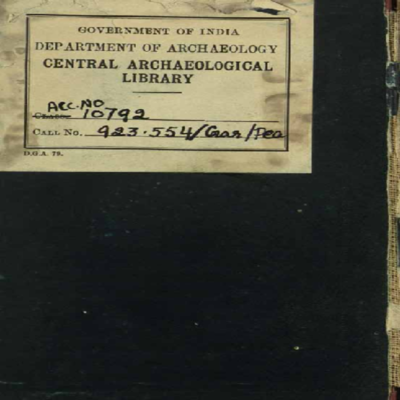 GOVERNMENT OF INDIA
DEPARTMENT OF ARCHAEOLOGY
CENTRAL ARCHAEOLOGICAL
LIBRARY
ACC. NO
CLASS 10792
CALL No. 923.554/Gar/Pea
D.G.A. 79.